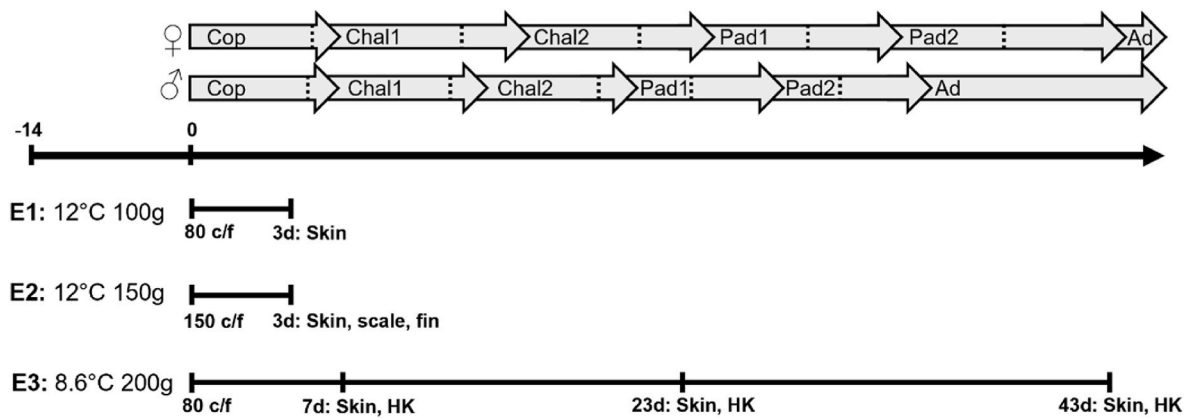 ♀ Cop Chal1 Chal2 Pad1 Pad2 Ad
♂ Cop Chal1 Chal2 Pad1 Pad2 Ad
-14 0
E1: 12°C 100g
80 c/f 3d: Skin
E2: 12°C 150g
150 c/f 3d: Skin, scale, fin
E3: 8.6°C 200g
80 c/f 7d: Skin, HK 23d: Skin, HK 43d: Skin, HK